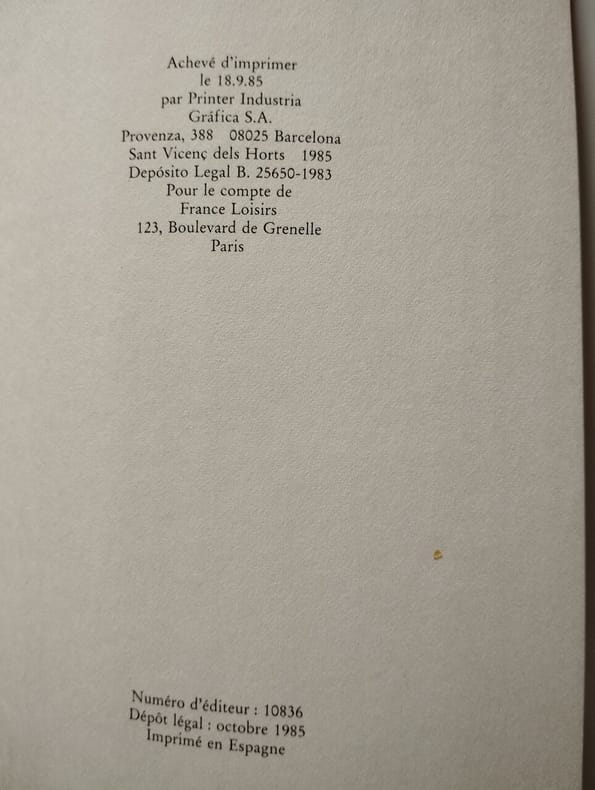 Achevé d'imprimer
le 18.9.85
par Printer Industria
Gráfica S.A.
Provenza, 388 08025 Barcelona
Sant Vicenç dels Horts 1985
Depósito Legal B. 25650-1983
Pour le compte de
France Loisirs
123, Boulevard de Grenelle
Paris
Numéro d'éditeur : 10836
Dépôt légal : octobre 1985
Imprimé en Espagne